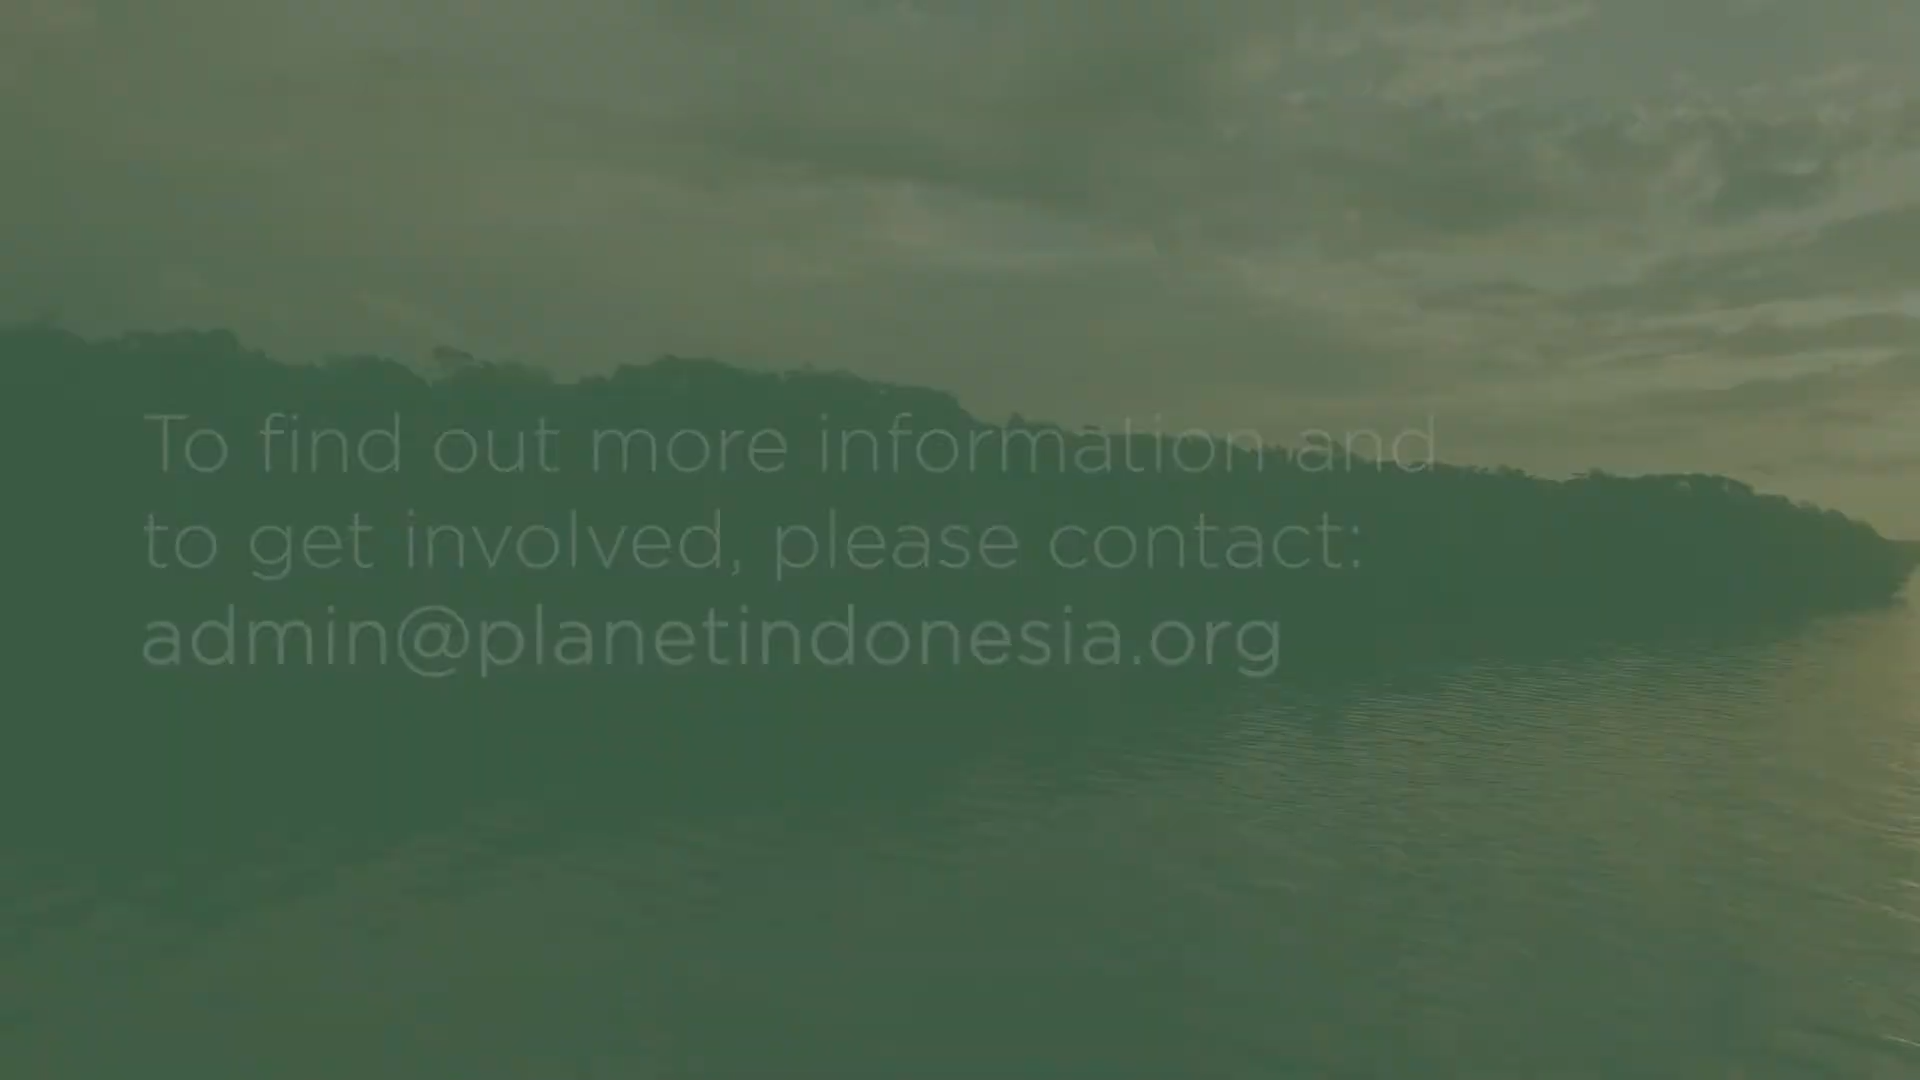 To find out more information and
to get involved, please contact:
admin@planetindonesia.org